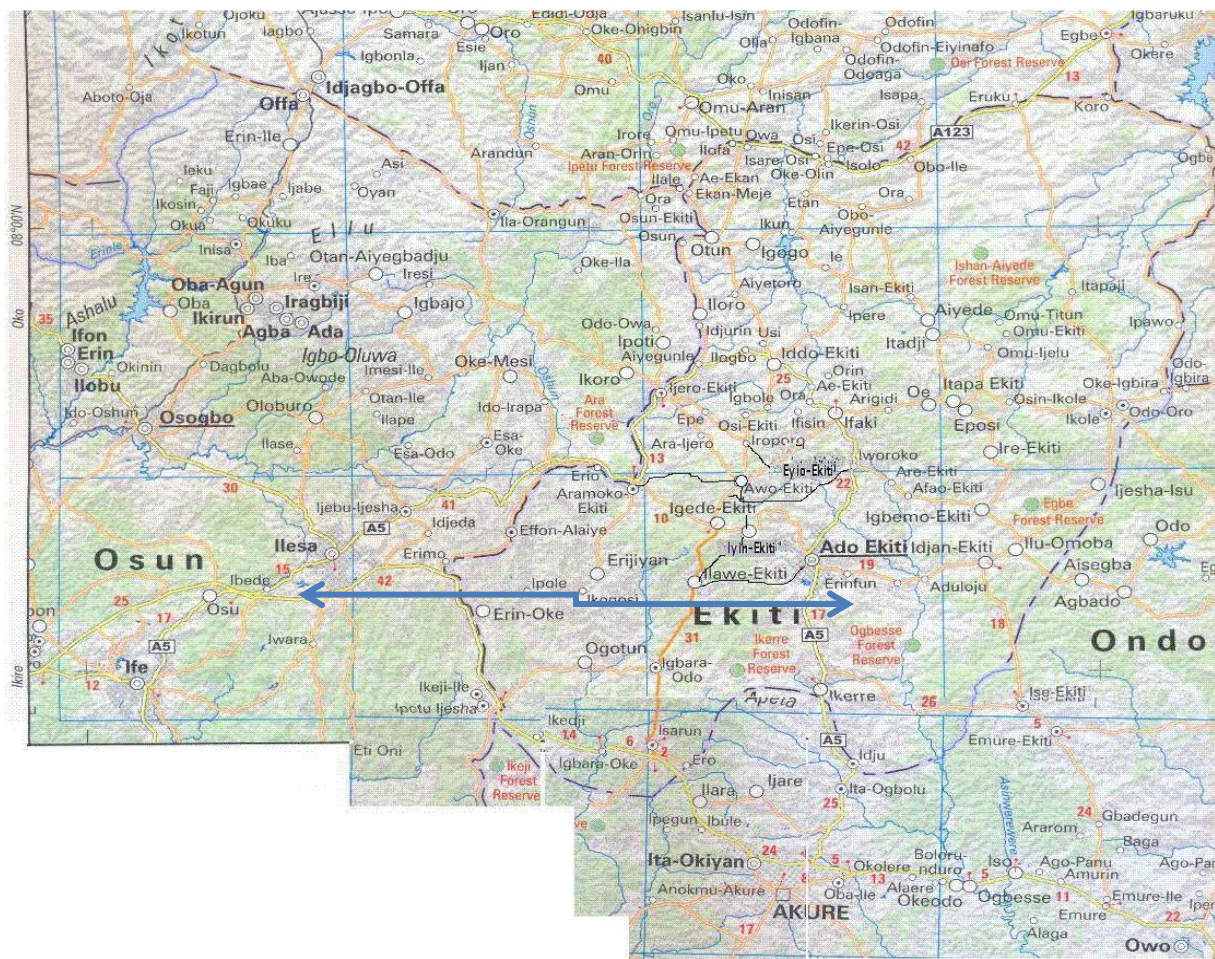 Ojoku
Oro
Edidi-Odja
Isanlu-Isin
Odofin
Igbaruku
Ikotun
Iagbo
Samara
Esie
Oke-Onigbin
Olla
Odofin-
Igbana
Odofin-Eiyinafo
Egbe
Okere
Igbonla
Ijan
Odofin-
Odoaga
Oer Forest Reserve
13
Aboto-Oja
Idjagbo-Offa
Offa
40
Omu
Oko
Inisan
Isapa
Eruku
Koro
Oshun
Oro
Omu-Aran
Erin-Ile
Irore
Omu-Ipetu
Owa
Osi
Ikerin-Osi
A123
Arandun
Aran-Orin
Ilofa
Epe-Osi
42
Asi
Ipetu Forest Reserve
Isare-Osi
Isolo
Obo-Ile
Ieku
Faji
Igbae
Ijabe
Oyan
Ilale
Ae-Ekan
Oke-Olin
Ikosin
Ora
Ekan-Meje
Etan
Ora
08°00'N
Okua
Okuku
Ila-Orangun
Osun-Ekiti
Obo-
Aiyegunle
Erinle
Inisa
Osun
Otun
Ikun
Igogo
Iba
Otan-Aiyegbadju
Oke-Ila
Ie
Ishan-Aiyede
Forest Reserve
Ire
Iresi
Aiyetoro
Oba-Agun
Isan-Ekiti
Itapaji
Ashalu
Oba
Iragbiji
Igbajo
Iloro
Oko
35
Ikirun
Agba
Ada
Odo-Owa
Idjurin
Usi
Ipere
Aiyede
Omu-Titun
Omu-Ekiti
Ipawo
Ifon
Erin
Igbo-Oluwa
Oke-Mesi
Ipoti
Aiyegunle
Ilogbo
Iddo-Ekiti
Itadji
Omu-Ijelu
Ilobu
Okinin
Dagbolu
Imesi-Ile
Oshun
Ikoro
25
Orin
Odo-
Igbira
Aba-Owode
Ijero-Ekiti
Ae-Ekiti
Oe
Itapa Ekiti
Oke-Igbira
Ido-Oshun
Oloburo
Otan-Ile
Ido-Irapa
Ara
Forest
Reserve
Epe
Igbole
Ora
Arigidi
Osin-Ikole
Osogbo
Ilape
Osi-Ekiti
Ifisin
Ifaki
Eposi
Ikole
Odo-Oro
Ilase
Esa-
Oke
Ara-Ijero
Iroporo
Ire-Ekiti
Esa-Odo
13
Iworoko
Erio
Eyio-Ekiti
Are-Ekiti
30
Aramoko-
Ekiti
Awo-Ekiti
22
Afao-Ekiti
Ijesha-Isu
41
Ijebu-Ijesha
10
Igede-Ekiti
Igbemo-Ekiti
Egbe
Forest Reserve
A5
Idjeda
Effon-Alaiye
Odo
Osun
Ilesa
Erimo
Erijiyan
Iyin-Ekiti
Ado Ekiti
Idjan-Ekiti
Ilu-Omoba
15
Ibede
42
Ipole
Ilawe-Ekiti
19
Aisegba
Erinfun
Aduloju
25
Osu
Ikogosi
Agbado
17
Erin-Oke
Ekiti
17
18
A5
Iwara
31
Ikerre
Forest
Reserve
A5
Ogbesse
Forest
Reserve
Ondo
Ikire
Ife
Ogotun
Igbara-
Odo
12
Ikeji-Ile
Ikerre
26
Ise-Ekiti
Ipetu Ijesha
Apeta
Ikedji
5
Eti Oni
14
6
Isarun
2
A5
Emure-Ekiti
Ikeji
Forest
Reserve
Igbara-Oke
Ero
Idju
Ijare
Ilara
Ita-Ogbolu
Asinwenwere
24
25
Gbadegun
Ipegun
Ibule
Ararom
Baga
Ita-Okiyan
24
5
Okolere
Boloru-
nduro
Iso
Ago-Panu
Anokmu-Akure
8
13
Alaere
5
Amurin
AKURE
Oba-Ile
Okeodo
Ogbesse
11
Emure-Ile
17
Emure
22
Alaga
Owo